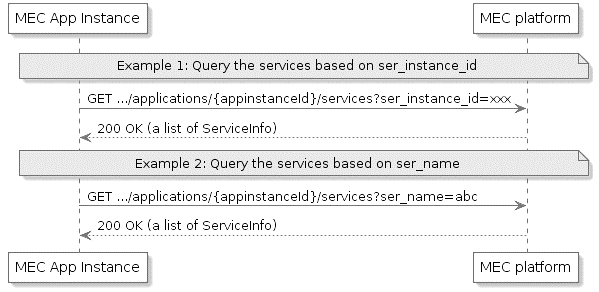 MEC App Instance MEC platform
Example 1: Query the services based on ser_instance_id
GET .../applications/{appinstanceId}/services?ser_instance_id=xxx
200 OK (a list of ServiceInfo)
Example 2: Query the services based on ser_name
GET .../applications/{appinstanceId}/services?ser_name=abc
200 OK (a list of ServiceInfo)
MEC App Instance MEC platform